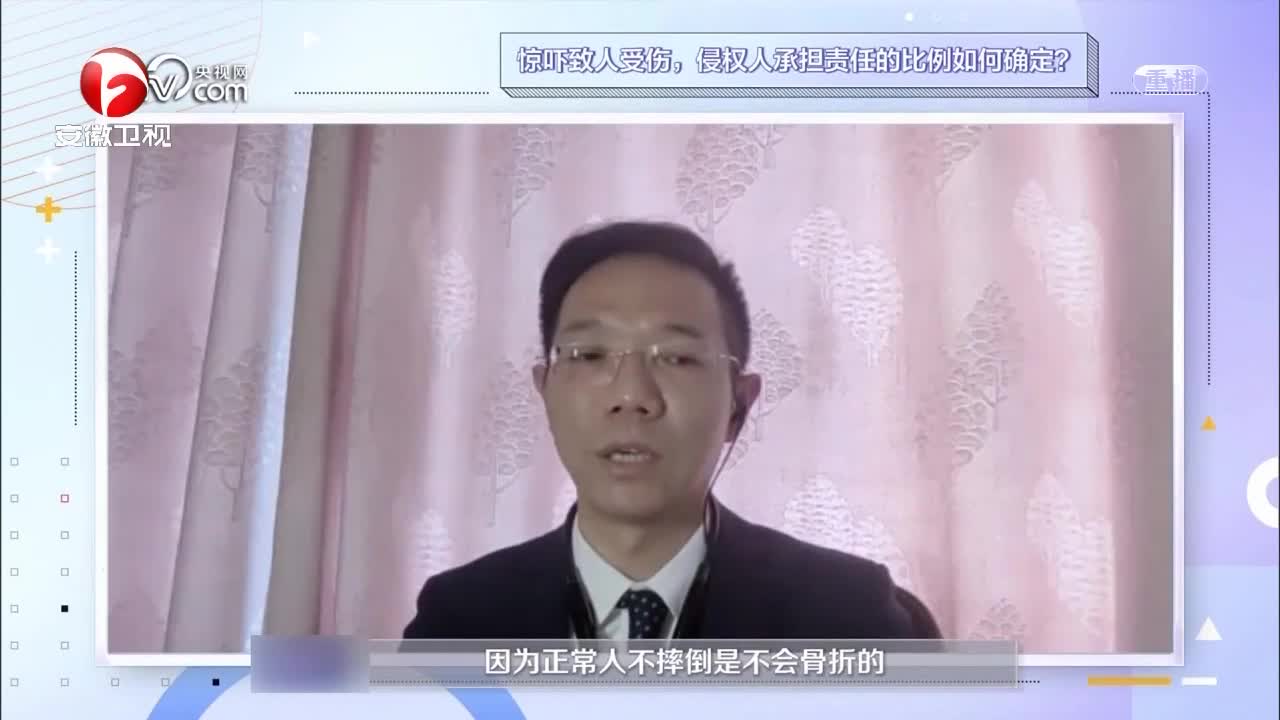 惊吓致人受伤，侵权人承担责任的比例如何确定？
央视网
TV.com
重播
安徽卫视
因为正常人不摔倒是不会骨折的